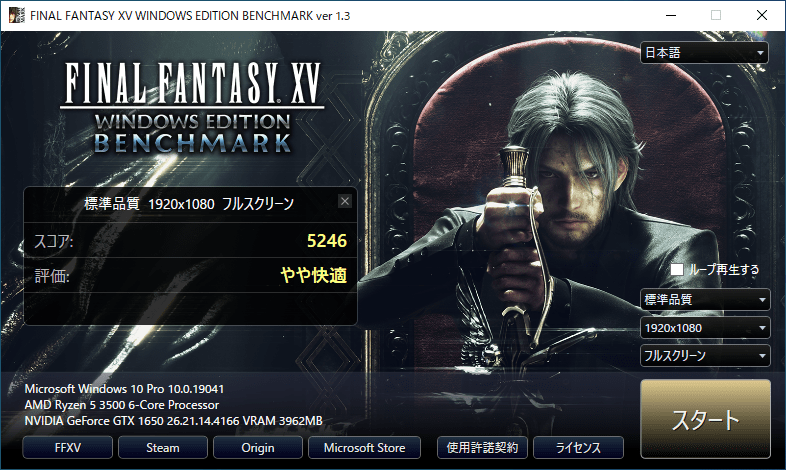 FINAL FANTASY XV WINDOWS EDITION BENCHMARK ver 1.3
日本語
FINAL FANTASY XV
WINDOWS EDITION
BENCHMARK
標準品質 1920x1080 フルスクリーン
スコア: 5246
評価: やや快適
ループ再生する
標準品質
1920x1080
フルスクリーン
Microsoft Windows 10 Pro 10.0.19041
AMD Ryzen 5 3500 6-Core Processor
NVIDIA GeForce GTX 1650 26.21.14.4166 VRAM 3962MB
スタート
FFXV Steam Origin Microsoft Store 使用許諾契約 ライセンス